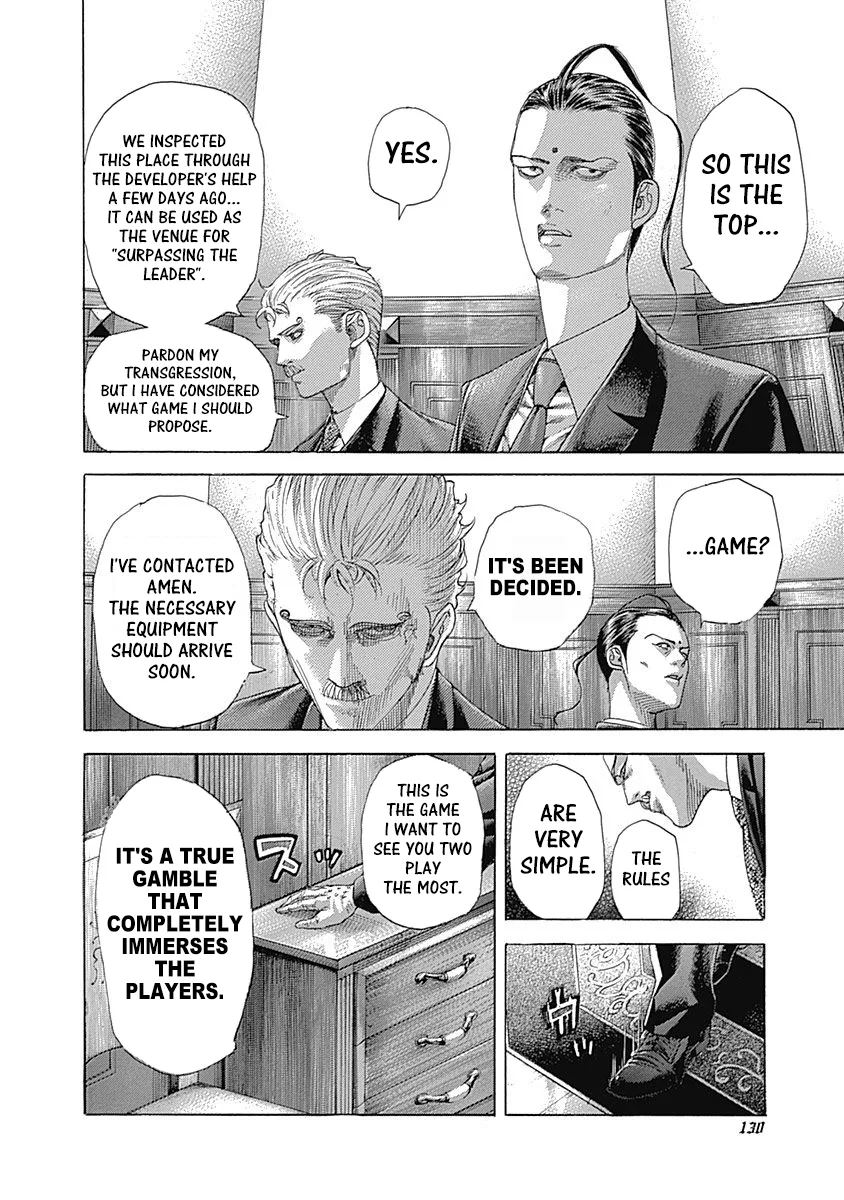 SO THIS
IS THE
TOP...
YES.
WE INSPECTED
THIS PLACE THROUGH
THE DEVELOPER'S HELP
A FEW DAYS AGO...
IT CAN BE USED AS
THE VENUE FOR
"SURPASSING THE
LEADER".
PARDON MY
TRANSGRESSION,
BUT I HAVE CONSIDERED
WHAT GAME I SHOULD
PROPOSE.
...GAME?
IT'S BEEN
DECIDED.
I'VE CONTACTED
AMEN.
THE NECESSARY
EQUIPMENT
SHOULD ARRIVE
SOON.
THE
RULES
ARE
VERY
SIMPLE.
THIS IS
THE GAME
I WANT TO
SEE YOU TWO
PLAY
THE MOST.
ズッ
IT'S A TRUE
GAMBLE
THAT
COMPLETELY
IMMERSES
THE
PLAYERS.
130